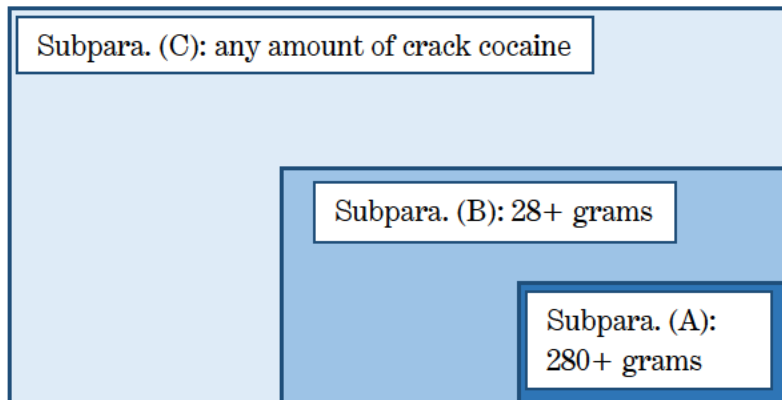 Subpara. (C): any amount of crack cocaine
Subpara. (B): 28+ grams
Subpara. (A):
280+ grams